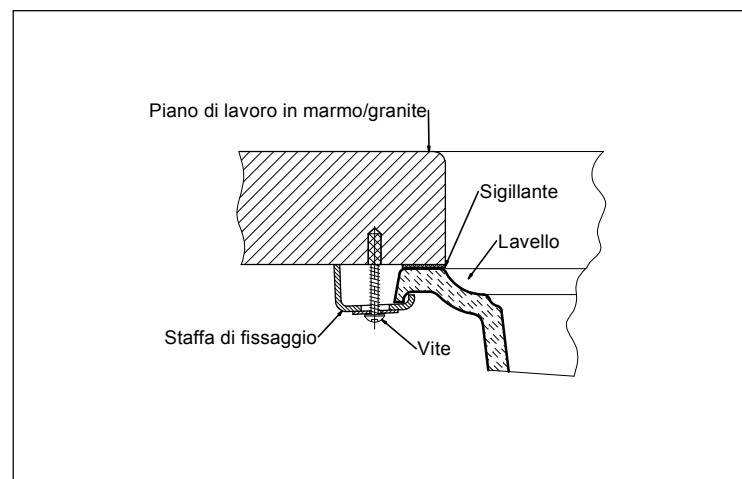 Piano di lavoro in marmo/granite
Sigillante
Lavello
Staffa di fissaggio
Vite